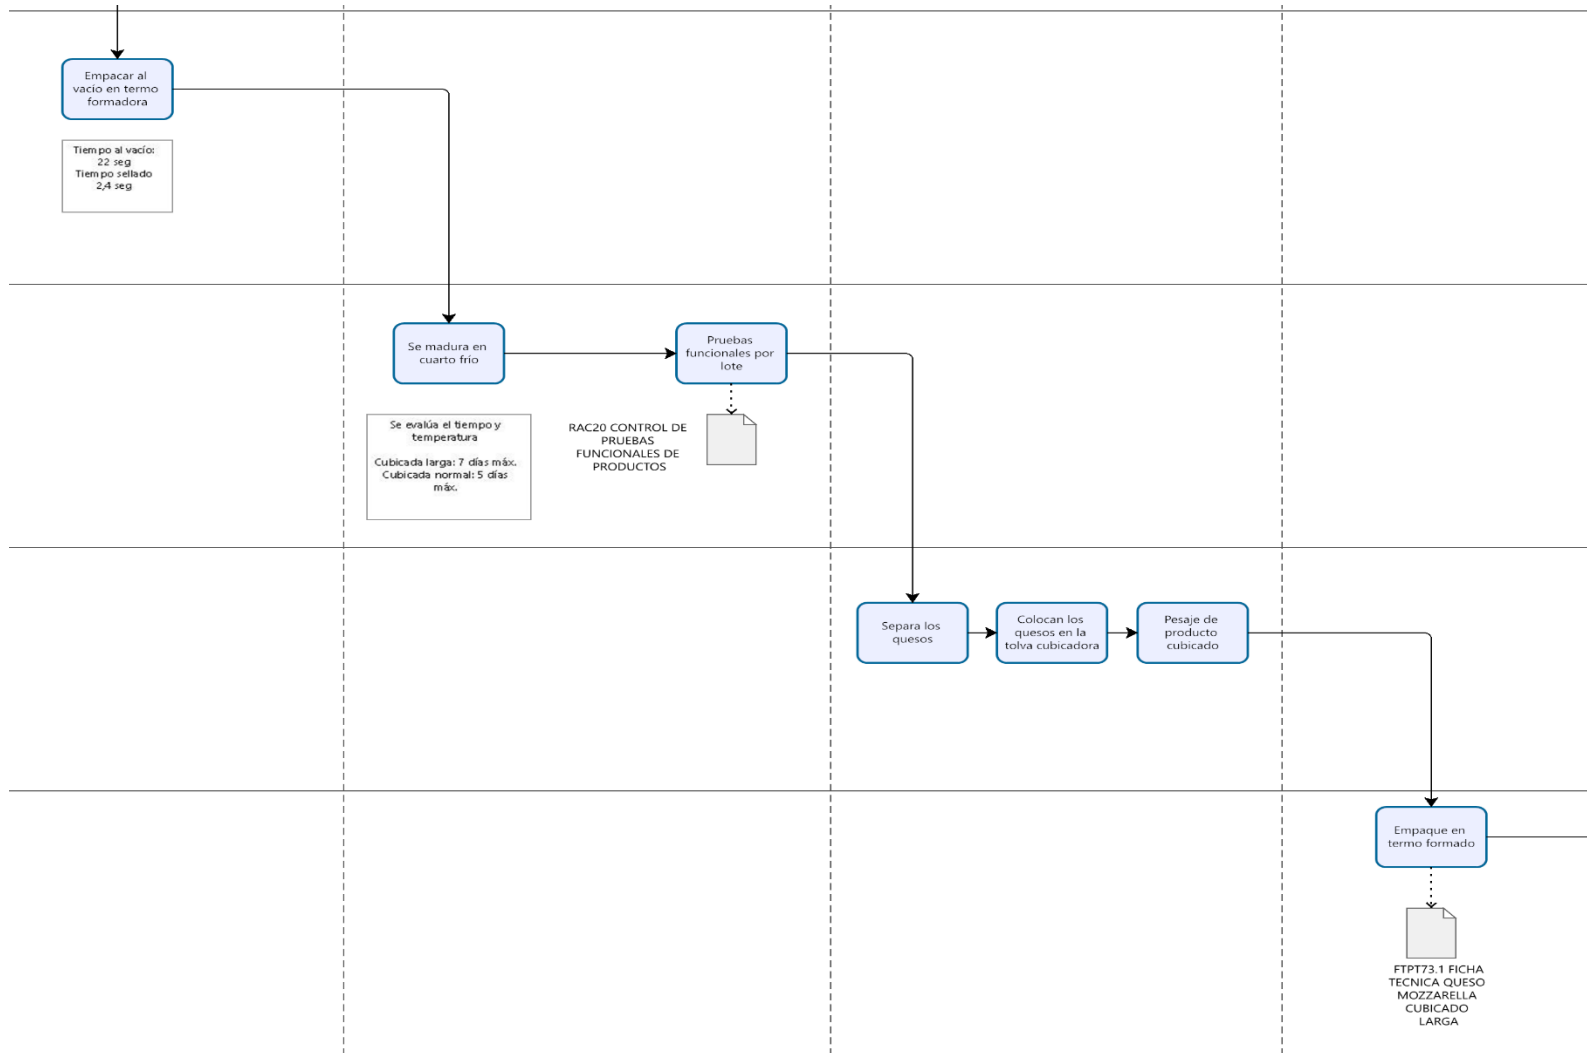 Empacar al
vacío en termo
formadora
Tiempo al vacío:
22 seg
Tiempo sellado
2,4 seg
Se madura en
cuarto frío
Pruebas
funcionales por
lote
Se evalúa el tiempo y
temperatura
Cubicada larga: 7 días máx.
Cubicada normal: 5 días
máx.
RAC20 CONTROL DE
PRUEBAS
FUNCIONALES DE
PRODUCTOS
Separa los
quesos
Colocan los
quesos en la
tolva cubicadora
Pesaje de
producto
cubicado
Empaque en
termo formado
FTPT73.1 FICHA
TECNICA QUESO
MOZZARELLA
CUBICADO
LARGA